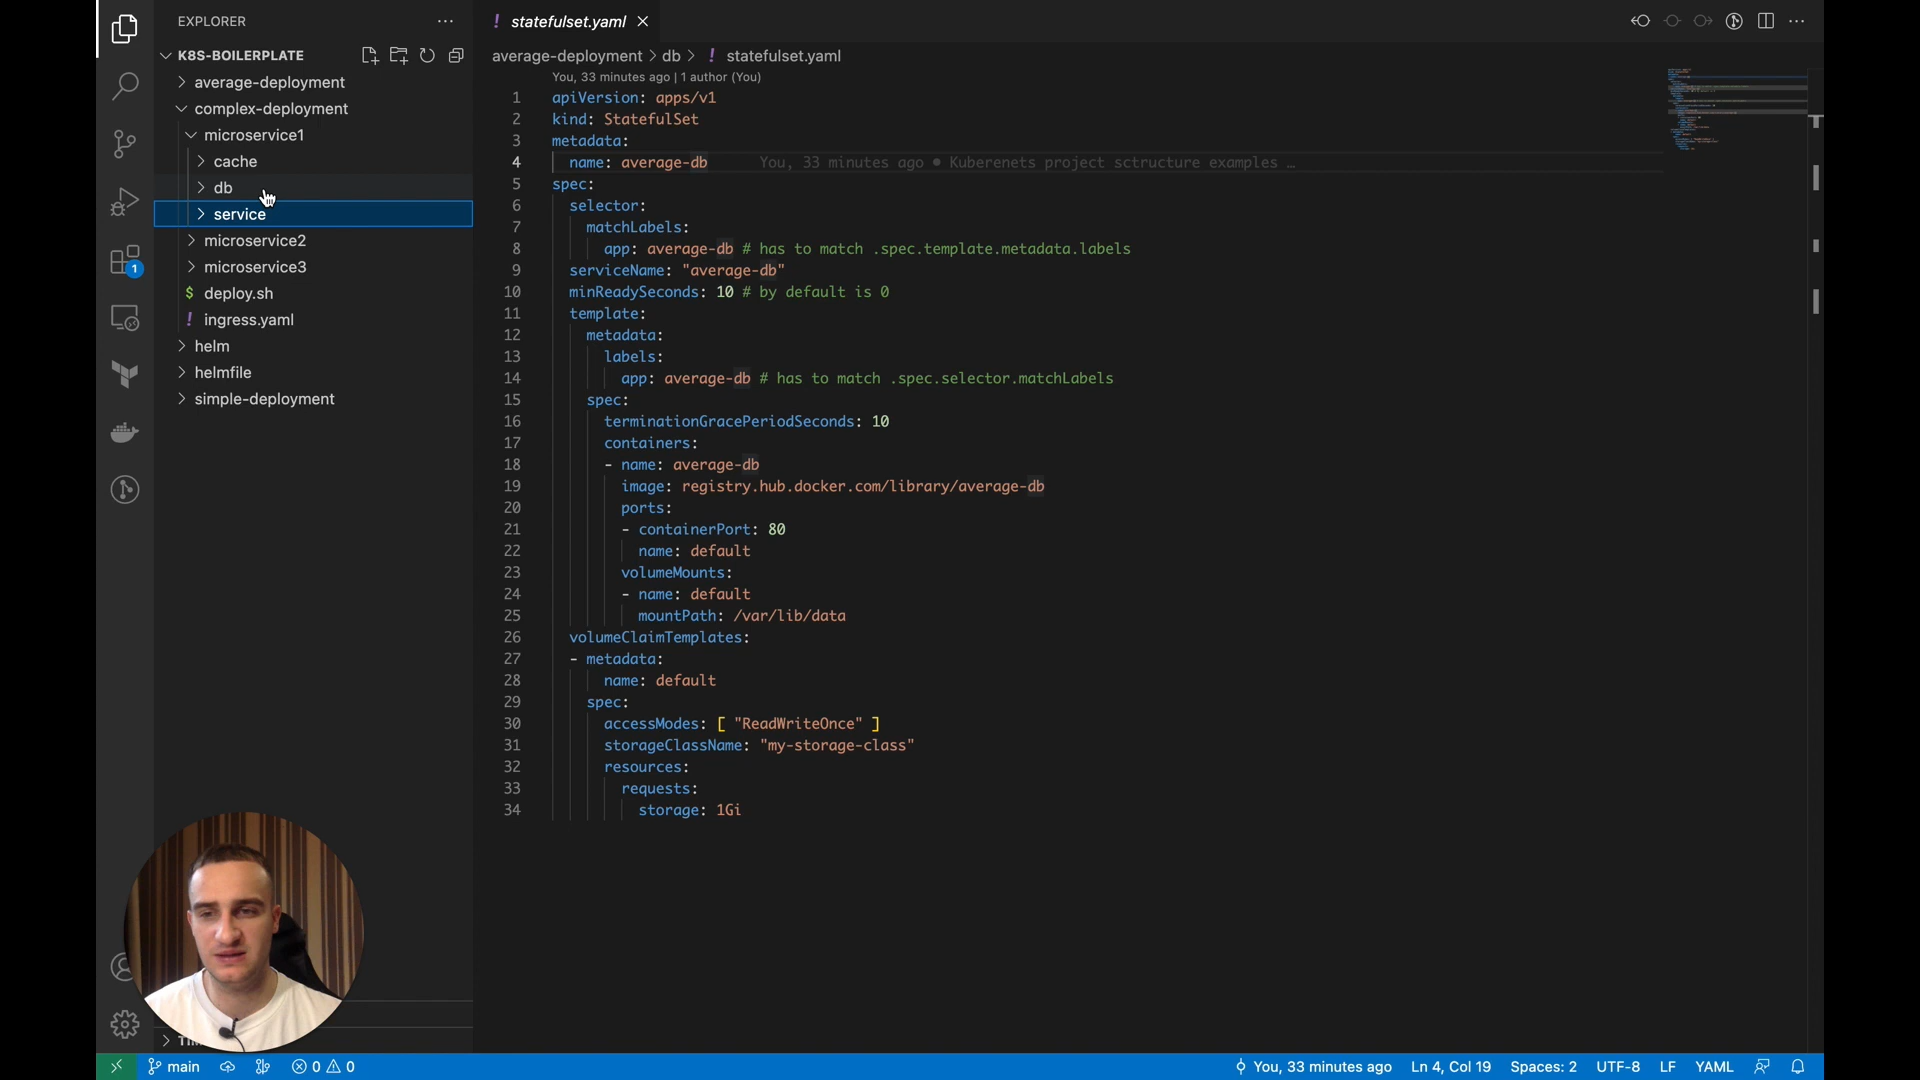 EXPLORER
K8S-BOILERPLATE
average-deployment
complex-deployment
microservice1
cache
db
service
microservice2
microservice3
$ deploy.sh
! ingress.yaml
helm
helmfile
simple-deployment
1
! statefulset.yaml
average-deployment > db > ! statefulset.yaml
You, 33 minutes ago | 1 author (You)
1 apiVersion: apps/v1
2 kind: StatefulSet
3 metadata:
4 name: average-db You, 33 minutes ago • Kuberenets project sctructure examples …
5 spec:
6 selector:
7 matchLabels:
8 app: average-db # has to match .spec.template.metadata.labels
9 serviceName: "average-db"
10 minReadySeconds: 10 # by default is 0
11 template:
12 metadata:
13 labels:
14 app: average-db # has to match .spec.selector.matchLabels
15 spec:
16 terminationGracePeriodSeconds: 10
17 containers:
18 - name: average-db
19 image: registry.hub.docker.com/library/average-db
20 ports:
21 - containerPort: 80
22 name: default
23 volumeMounts:
24 - name: default
25 mountPath: /var/lib/data
26 volumeClaimTemplates:
27 - metadata:
28 name: default
29 spec:
30 accessModes: [ "ReadWriteOnce" ]
31 storageClassName: "my-storage-class"
32 resources:
33 requests:
34 storage: 1Gi
main 0 0 You, 33 minutes ago Ln 4, Col 19 Spaces: 2 UTF-8 LF YAML